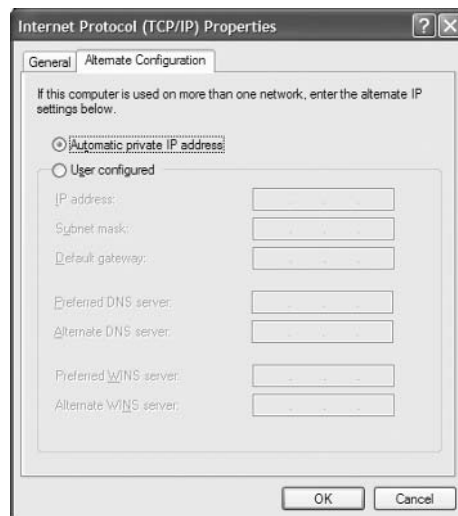 Internet Protocol (TCP/IP) Properties
General Alternate Configuration
If this computer is used on more than one network, enter the alternate IP
settings below.
Automatic private IP address
User configured
IP address:
Subnet mask:
Default gateway:
Preferred DNS server:
Alternate DNS server:
Preferred WINS server:
Alternate WINS server:
OK Cancel